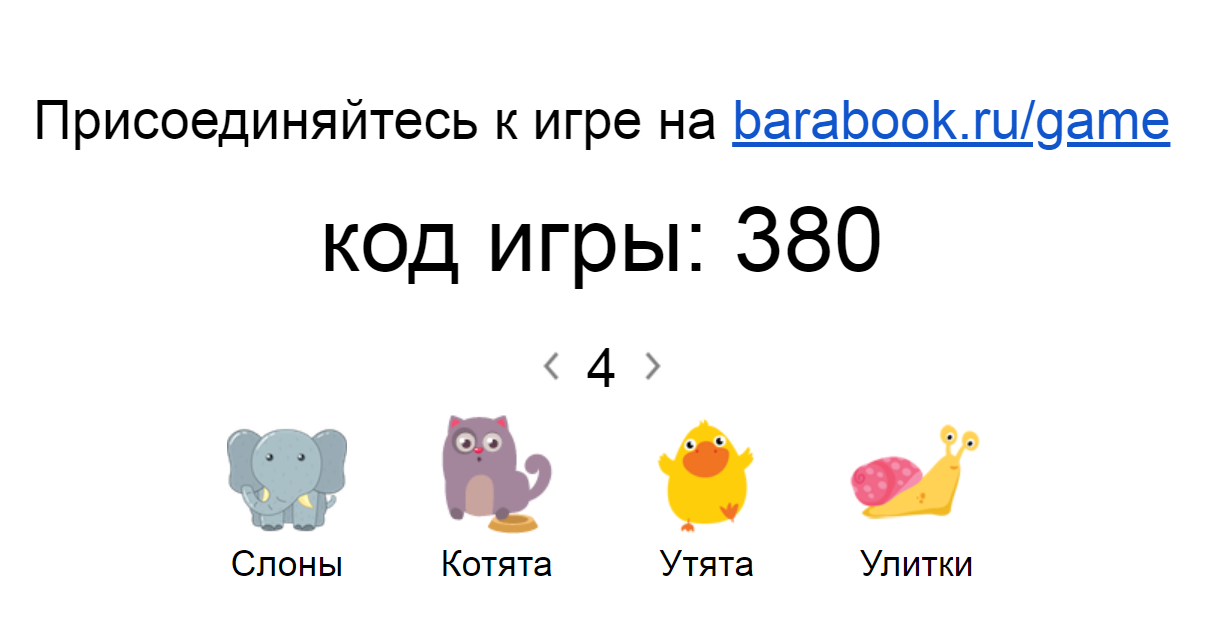 Присоединяйтесь к игре на barabook.ru/game
код игры: 380
< 4 >
Слоны Котята Утята Улитки